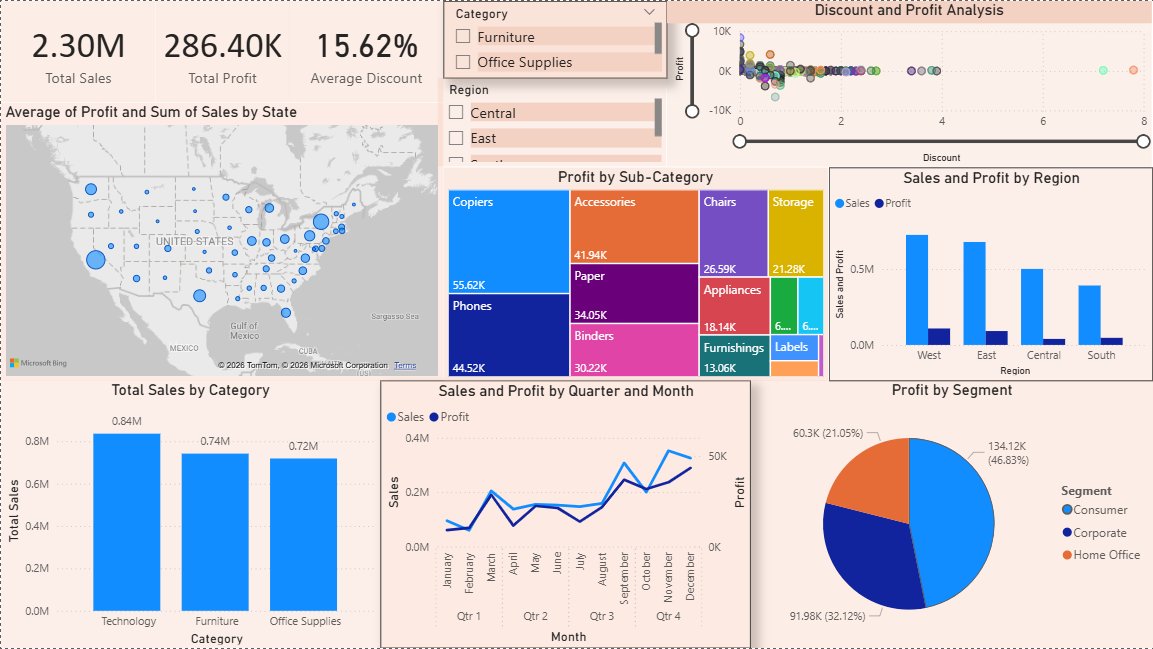 2.30M
Total Sales
286.40K
Total Profit
15.62%
Average Discount
Category
Furniture
Office Supplies
Region
Central
East
Discount and Profit Analysis
Profit
10K
0K
-10K
0
2
4
6
8
Discount
Average of Profit and Sum of Sales by State
UNITED STATES
Gulf of
Mexico
MEXICO
CUBA
Sargasso Sea
Microsoft Bing
© 2026 TomTom, © 2026 Microsoft Corporation
Terms
Profit by Sub-Category
Copiers
55.62K
Phones
44.52K
Accessories
41.94K
Paper
34.05K
Binders
30.22K
Chairs
26.59K
Storage
21.28K
Appliances
18.14K
6....
6....
Furnishings
13.06K
Labels
Sales and Profit by Region
Sales
Profit
Sales and Profit
0.5M
0.0M
West
East
Central
South
Region
Total Sales by Category
Total Sales
0.8M
0.6M
0.4M
0.2M
0.0M
0.84M
0.74M
0.72M
Technology
Furniture
Office Supplies
Category
Sales and Profit by Quarter and Month
Sales
Profit
Sales
0.4M
0.2M
0.0M
50K
0K
Profit
January
February
March
April
May
June
July
August
September
October
November
December
Qtr 1
Qtr 2
Qtr 3
Qtr 4
Month
Profit by Segment
60.3K (21.05%)
134.12K
(46.83%)
91.98K (32.12%)
Segment
Consumer
Corporate
Home Office